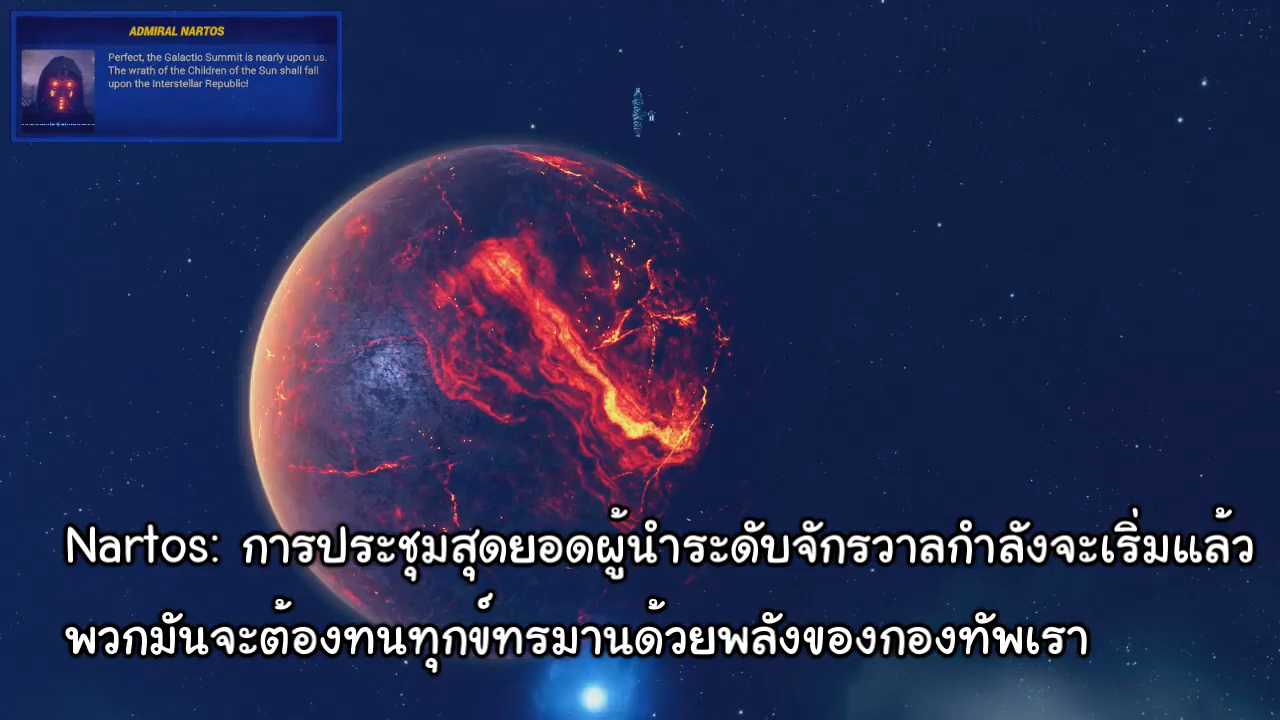 ADMIRAL NARTOS
Perfect, the Galactic Summit is nearly upon us.
The wrath of the Children of the Sun shall fall
upon the Interstellar Republic!
Nartos: การประชุมสุดยอดผู้นำระดับจักรวาลกำลังจะเริ่มแล้ว
พวกมันจะต้องทนทุกข์ทรมานด้วยพลังของกองทัพเรา